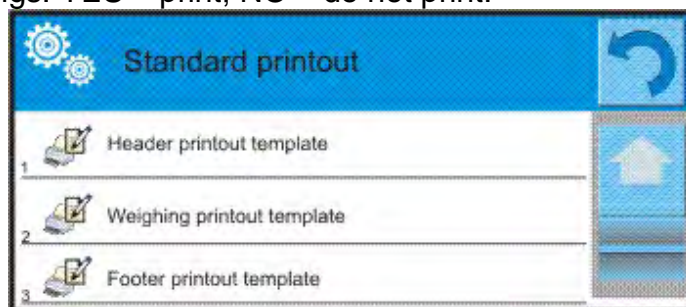 YES – print, NO – do not print.
Standard printout
1 Header printout template
2 Weighing printout template
3 Footer printout template